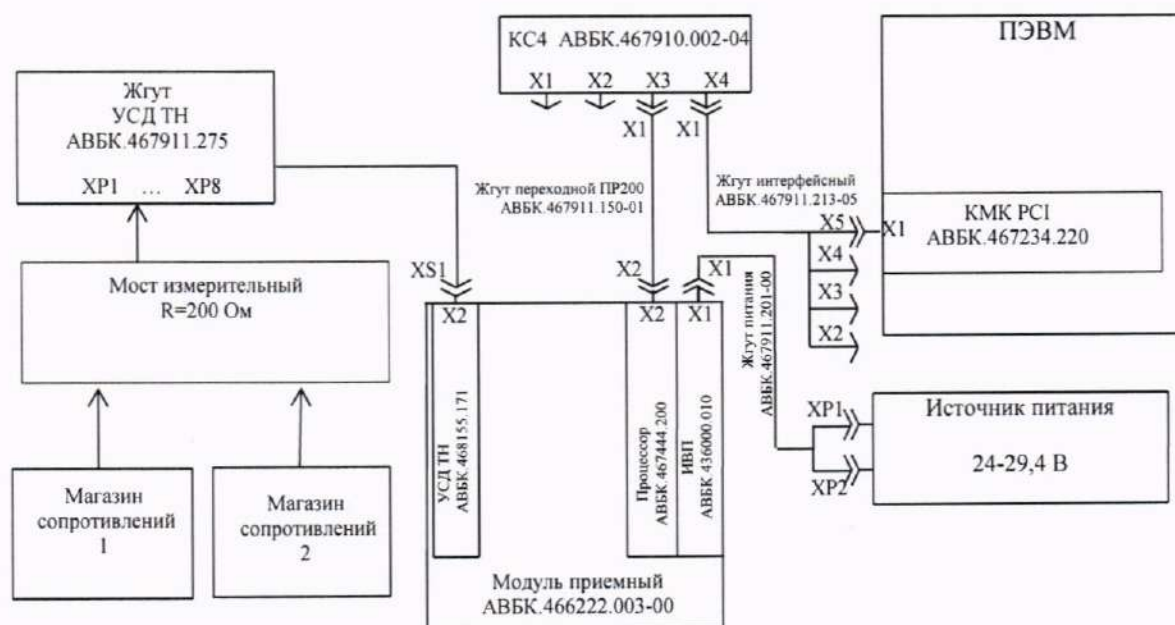 КС4 АВБК.467910.002-04
X1 X2 X3 X4
X1 X1
ПЭВМ
Жгут
УСД ТН
АВБК.467911.275
XP1 ... XP8
Жгут переходной ПР200
АВБК.467911.150-01
Жгут интерфейсный
АВБК.467911.213-05
X5
X4
X3
X2
X1
КМК PCI
АВБК.467234.220
Мост измерительный
R=200 Ом
XS1
X2
X1
X2
X2
X1
Жгут питания
АВБК.467911.201-00
УСД ТН
АВБК.468155.171
Процессор
АВБК.467444.200
ИВП
АВБК 436000.010
XP1
XP2
Источник питания
24-29,4 В
Магазин
сопротивлений
1
Магазин
сопротивлений
2
Модуль приемный
АВБК.466222.003-00